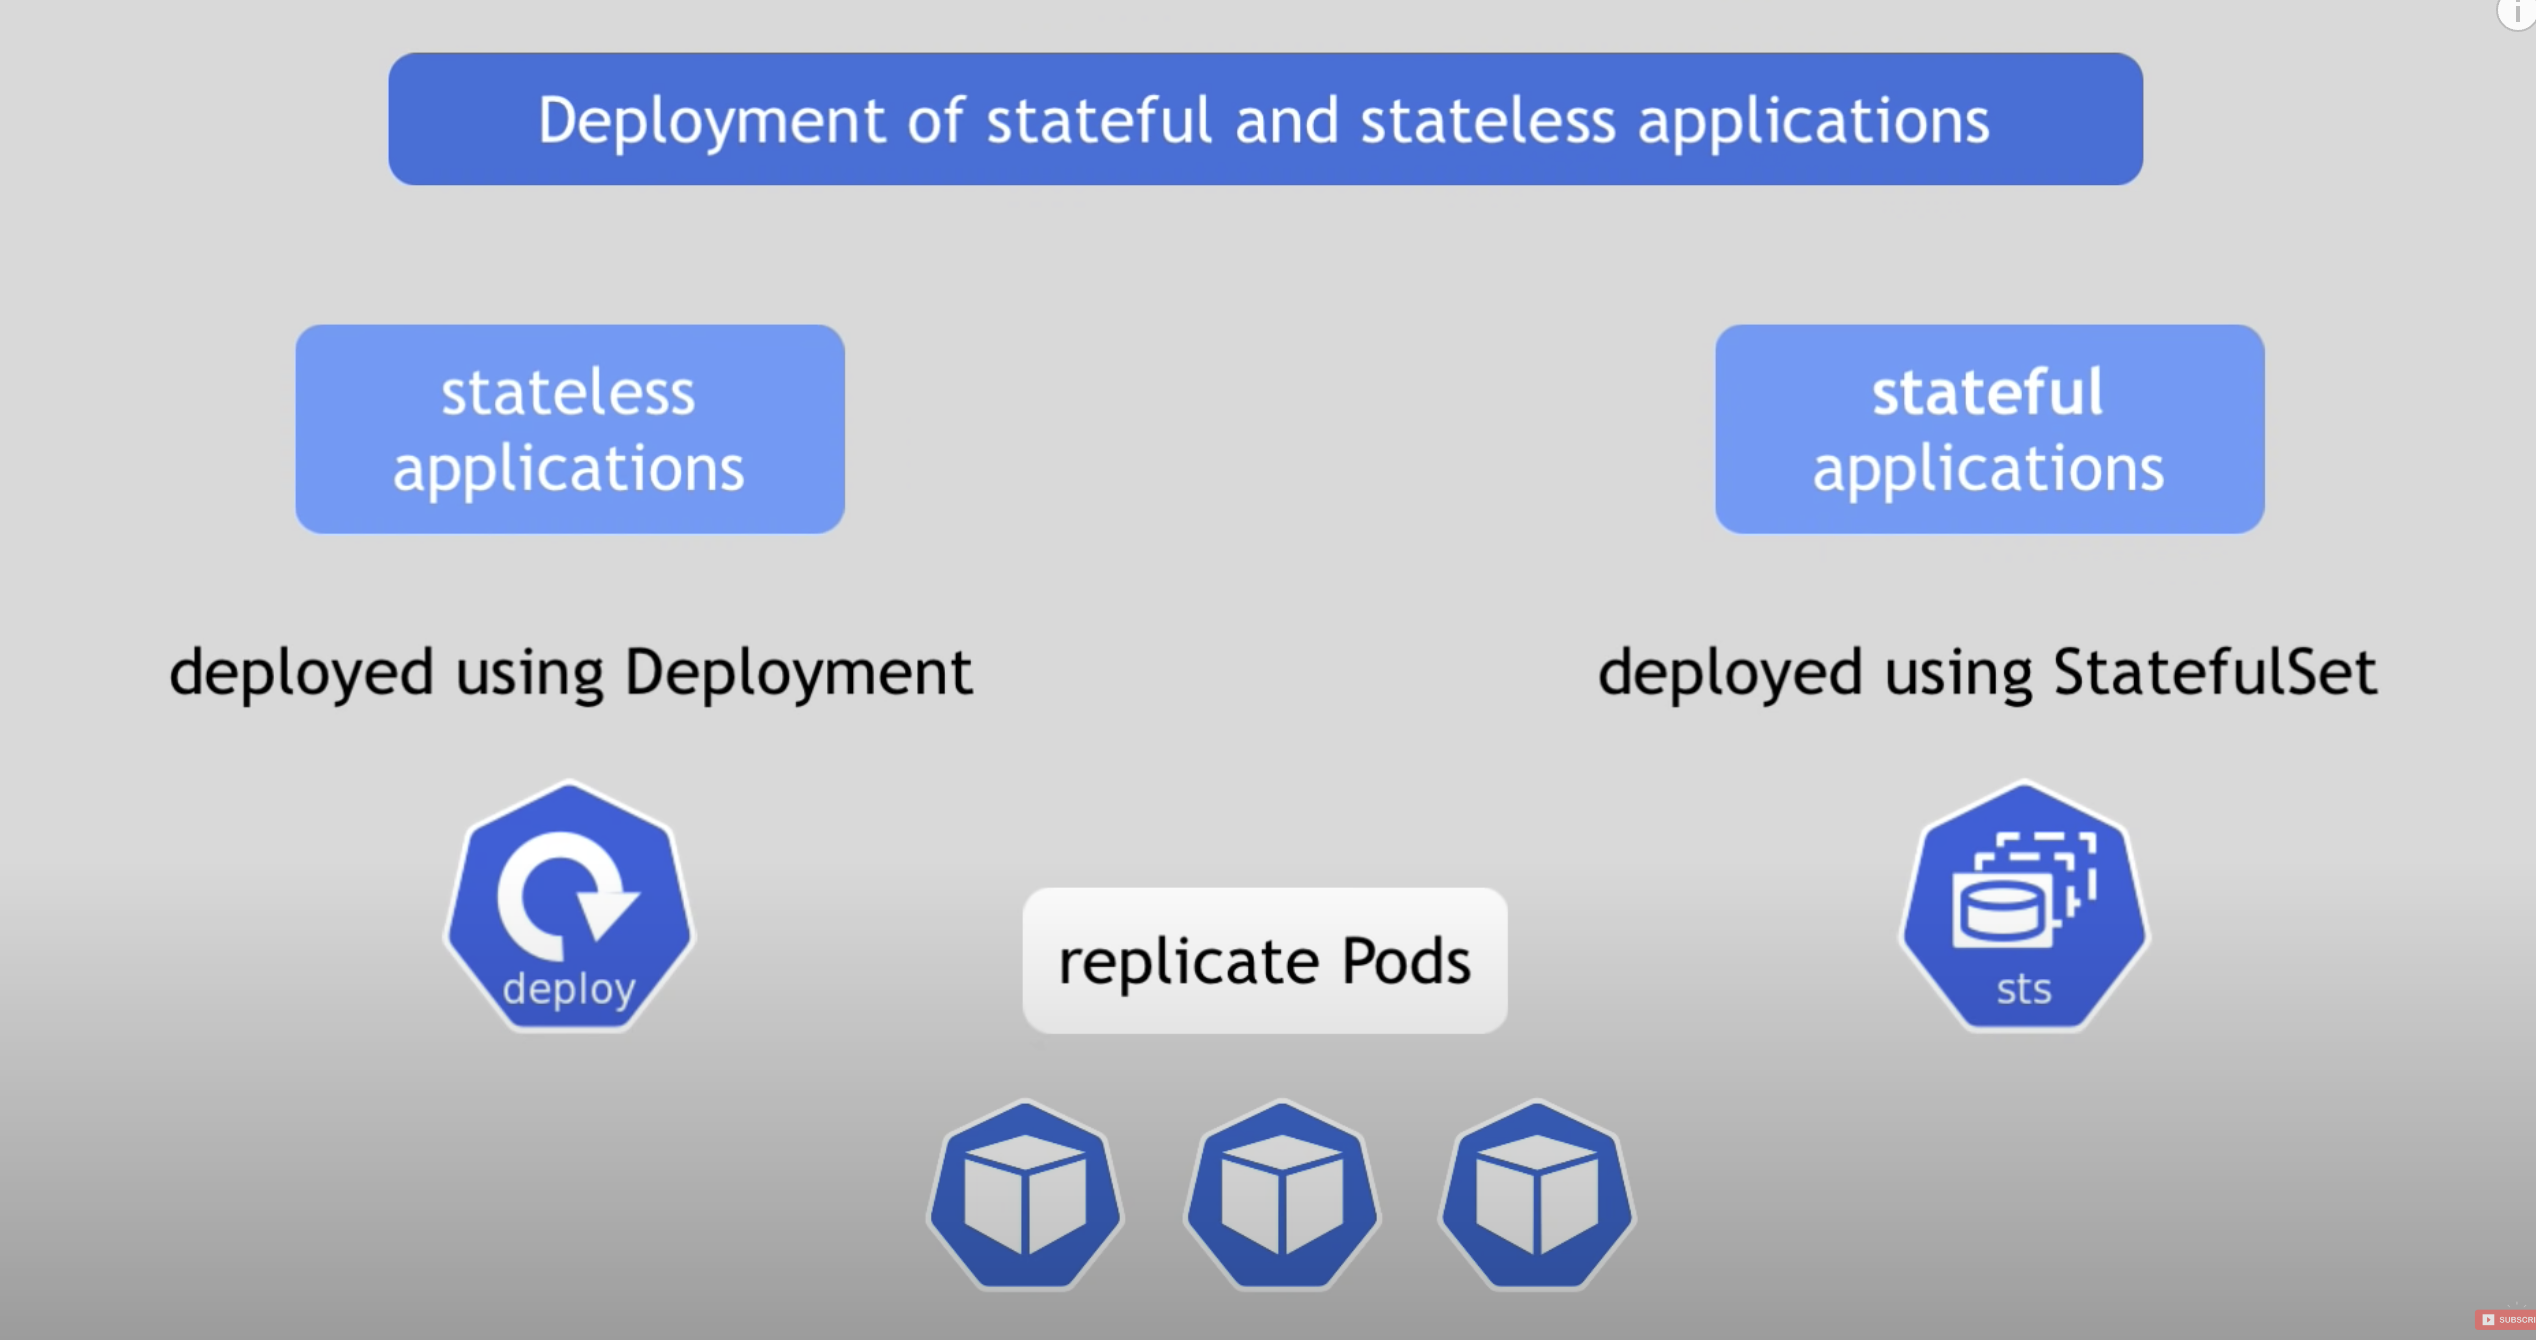 Deployment of stateful and stateless applications
stateless
applications
stateful
applications
deployed using Deployment
deployed using StatefulSet
deploy
sts
replicate Pods